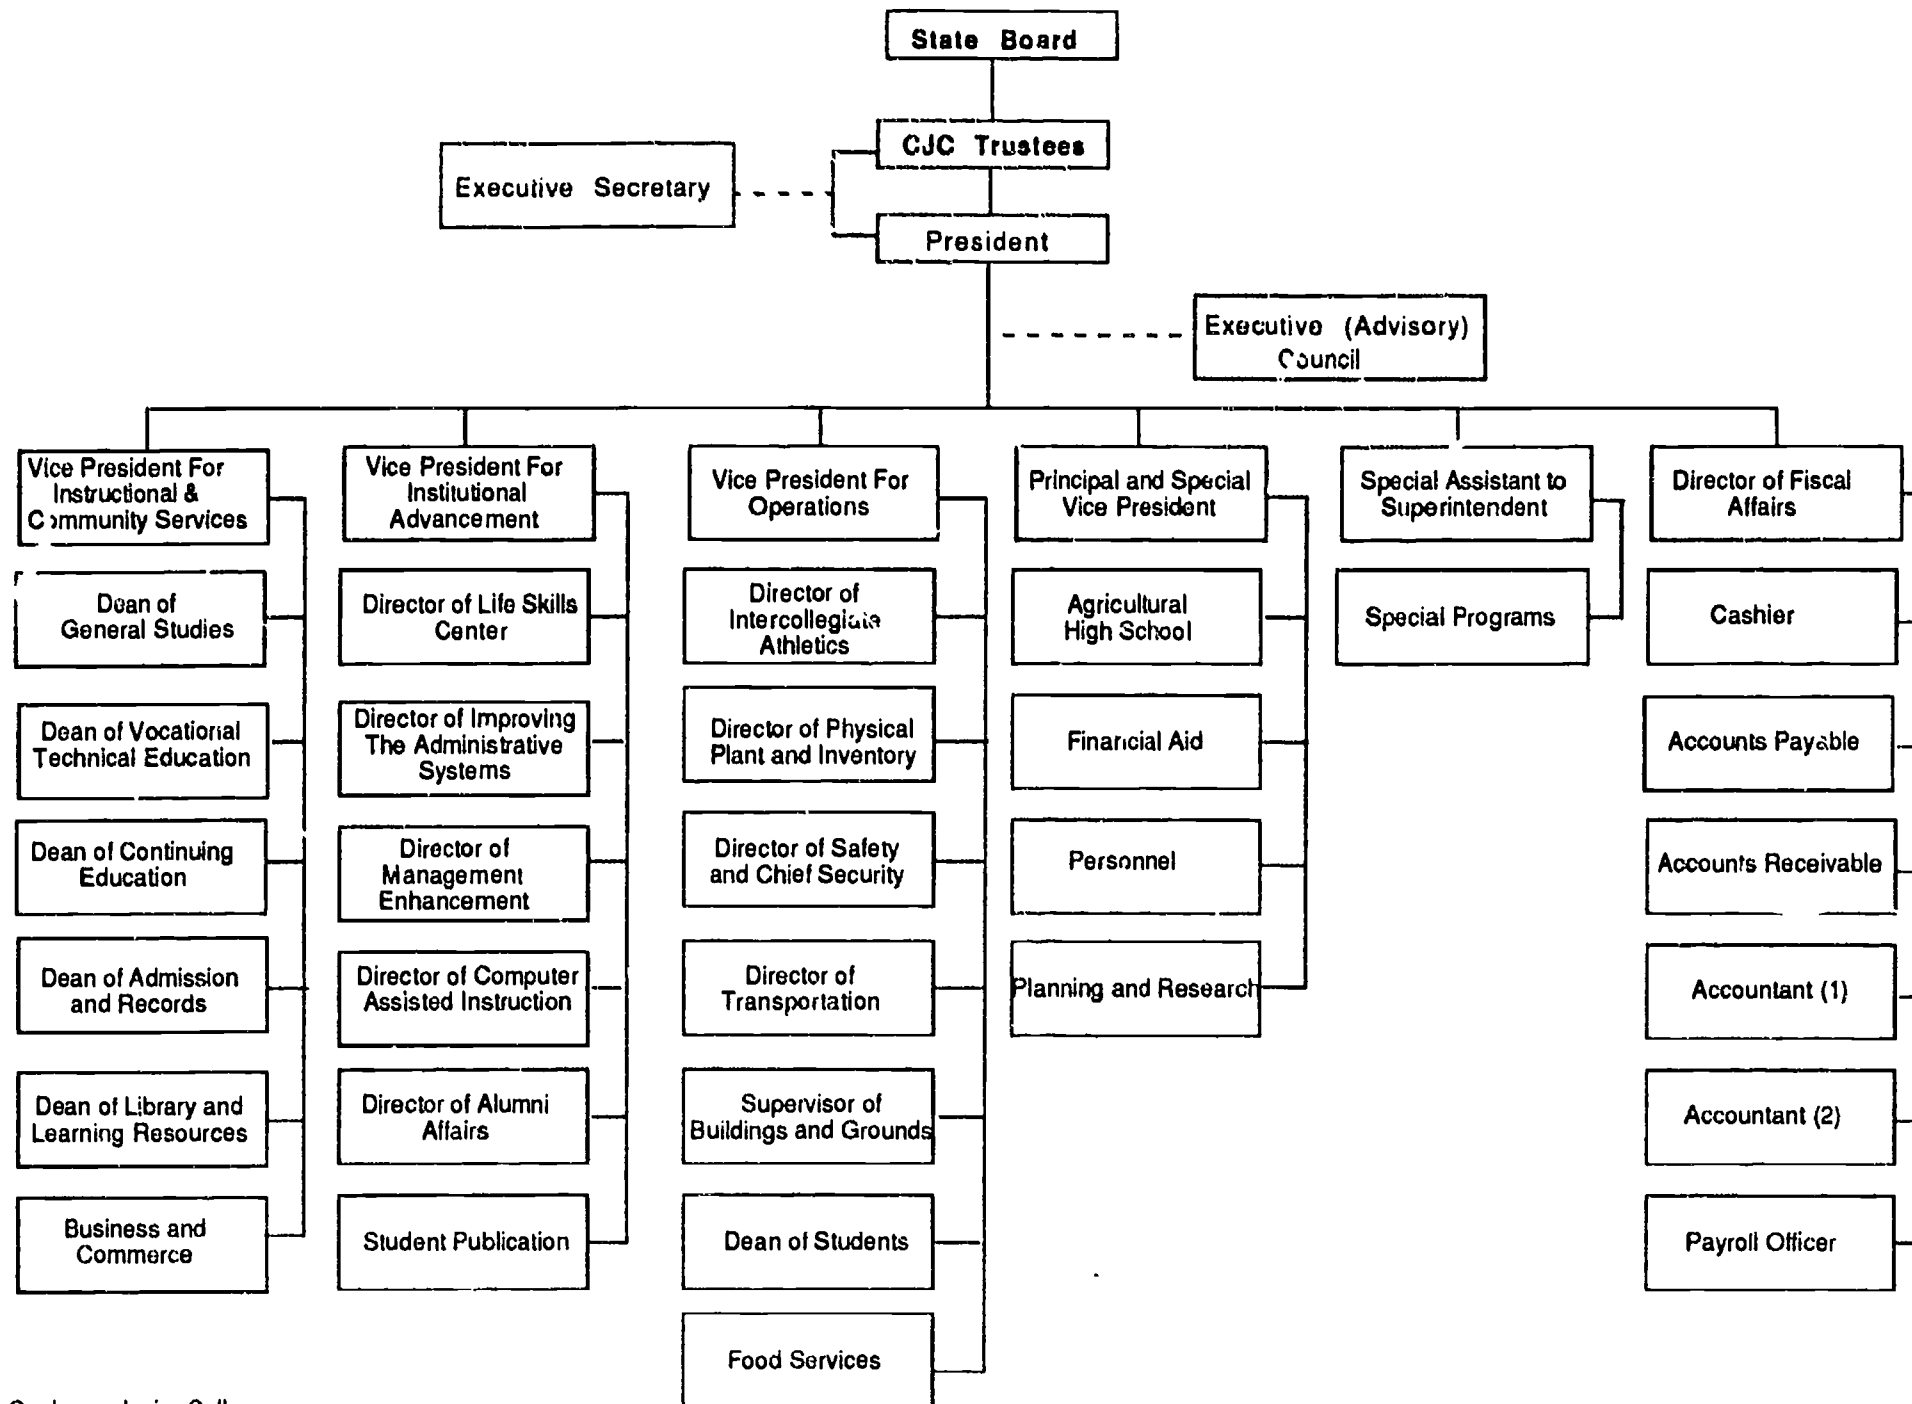 State Board
CJC Trustees
Executive Secretary
President
Executive (Advisory)
Council
Vice President For
Instructional &
Community Services
Dean of
General Studies
Dean of Vocational
Technical Education
Dean of Continuing
Education
Dean of Admission
and Records
Dean of Library and
Learning Resources
Business and
Commerce
Vice President For
Institutional
Advancement
Director of Life Skills
Center
Director of Improving
The Administrative
Systems
Director of
Management
Enhancement
Director of Computer
Assisted Instruction
Director of Alumni
Affairs
Student Publication
Vice President For
Operations
Director of
Intercollegiate
Athletics
Director of Physical
Plant and Inventory
Director of Safety
and Chief Security
Director of
Transportation
Supervisor of
Buildings and Grounds
Dean of Students
Food Services
Principal and Special
Vice President
Agricultural
High School
Financial Aid
Personnel
Planning and Research
Special Assistant to
Superintendent
Special Programs
Director of Fiscal
Affairs
Cashier
Accounts Payable
Accounts Receivable
Accountant (1)
Accountant (2)
Payroll Officer